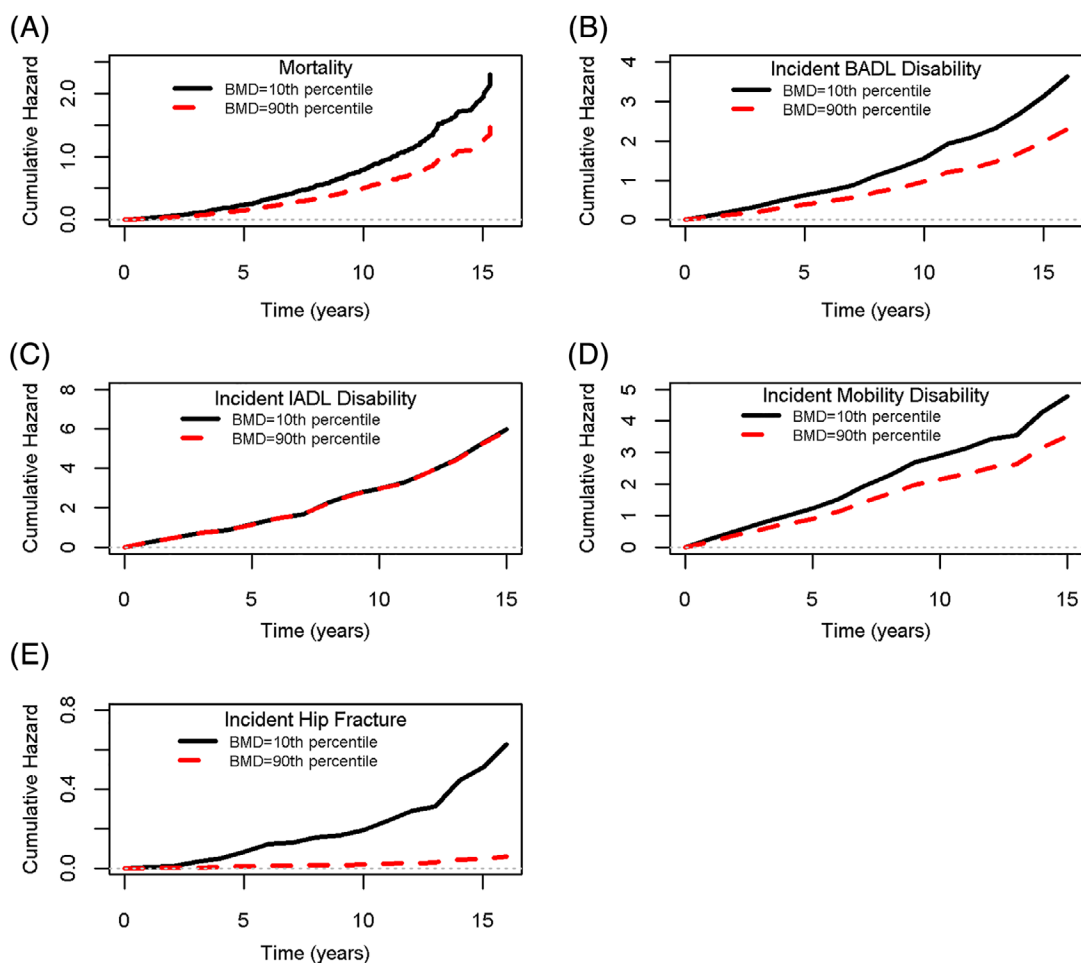 (A)
Mortality
BMD=10th percentile
BMD=90th percentile
Cumulative Hazard
0.0
1.0
2.0
0 5 10 15
Time (years)
(B)
Incident BADL Disability
BMD=10th percentile
BMD=90th percentile
Cumulative Hazard
0
1
2
3
4
0 5 10 15
Time (years)
(C)
Incident IADL Disability
BMD=10th percentile
BMD=90th percentile
Cumulative Hazard
0
2
4
6
8
0 5 10 15
Time (years)
(D)
Incident Mobility Disability
BMD=10th percentile
BMD=90th percentile
Cumulative Hazard
0
1
2
3
4
5
0 5 10 15
Time (years)
(E)
Incident Hip Fracture
BMD=10th percentile
BMD=90th percentile
Cumulative Hazard
0.0
0.4
0.8
0 5 10 15
Time (years)